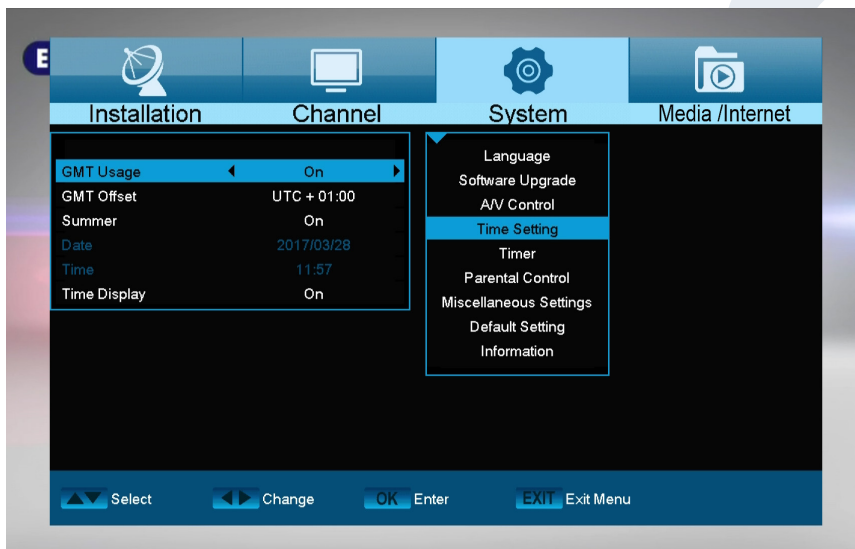 E
Installation Channel System Media /Internet
GMT Usage On
GMT Offset UTC + 01:00
Summer On
Date 2017/03/28
Time 11:57
Time Display On
Language
Software Upgrade
A/V Control
Time Setting
Timer
Parental Control
Miscellaneous Settings
Default Setting
Information
Select Change OK Enter EXIT Exit Menu